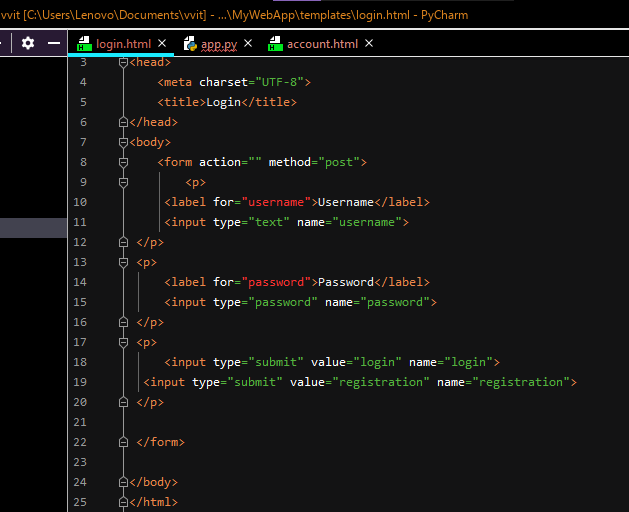 vvit [C:\Users\Lenovo\Documents\vvit] - ...\MyWebApp\templates\login.html - PyCharm
login.html app.py account.html
3 <head>
4 <meta charset="UTF-8">
5 <title>Login</title>
6 </head>
7 <body>
8 <form action="" method="post">
9 <p>
10 <label for="username">Username</label>
11 <input type="text" name="username">
12 </p>
13 <p>
14 <label for="password">Password</label>
15 <input type="password" name="password">
16 </p>
17 <p>
18 <input type="submit" value="login" name="login">
19 <input type="submit" value="registration" name="registration">
20 </p>
21
22 </form>
23
24 </body>
25 </html>